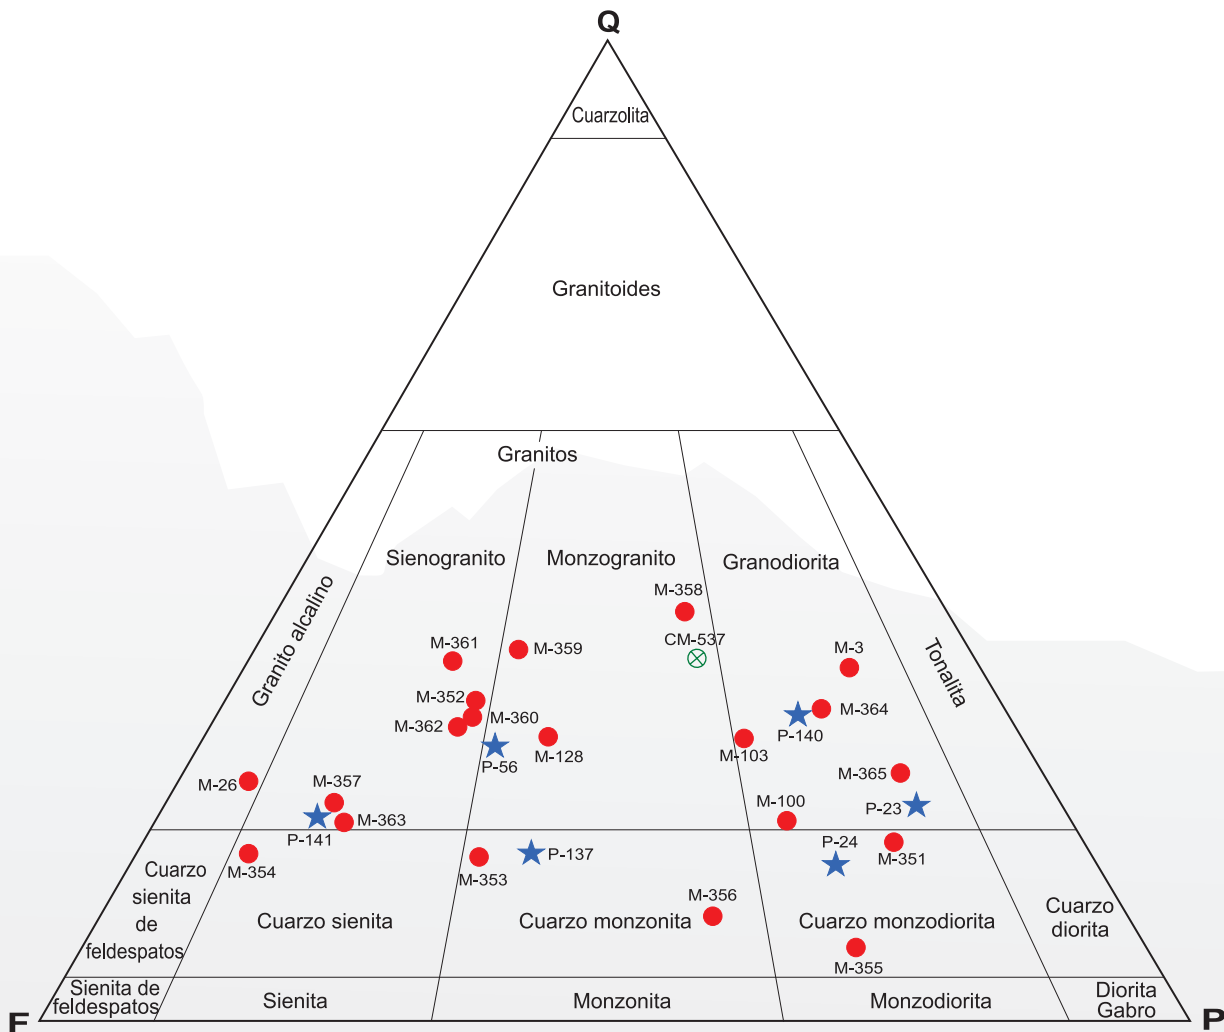 Q
Cuarzolita
Granitoides
Granitos
Sienogranito
Monzogranito
Granodiorita
Granito alcalino
Tonalita
M-358
CM-537
M-361
M-359
M-3
M-352
M-360
M-362
M-364
P-140
M-128
M-103
P-56
M-26
M-357
M-365
M-363
P-141
M-100
P-23
P-24
M-351
M-354
M-353
P-137
Cuarzo
sienita
de
feldespatos
M-356
Cuarzo sienita
Cuarzo monzonita
Cuarzo monzodiorita
Cuarzo
diorita
M-355
Sienita de
feldespatos
Sienita
Monzonita
Monzodiorita
Diorita
Gabro
F
P